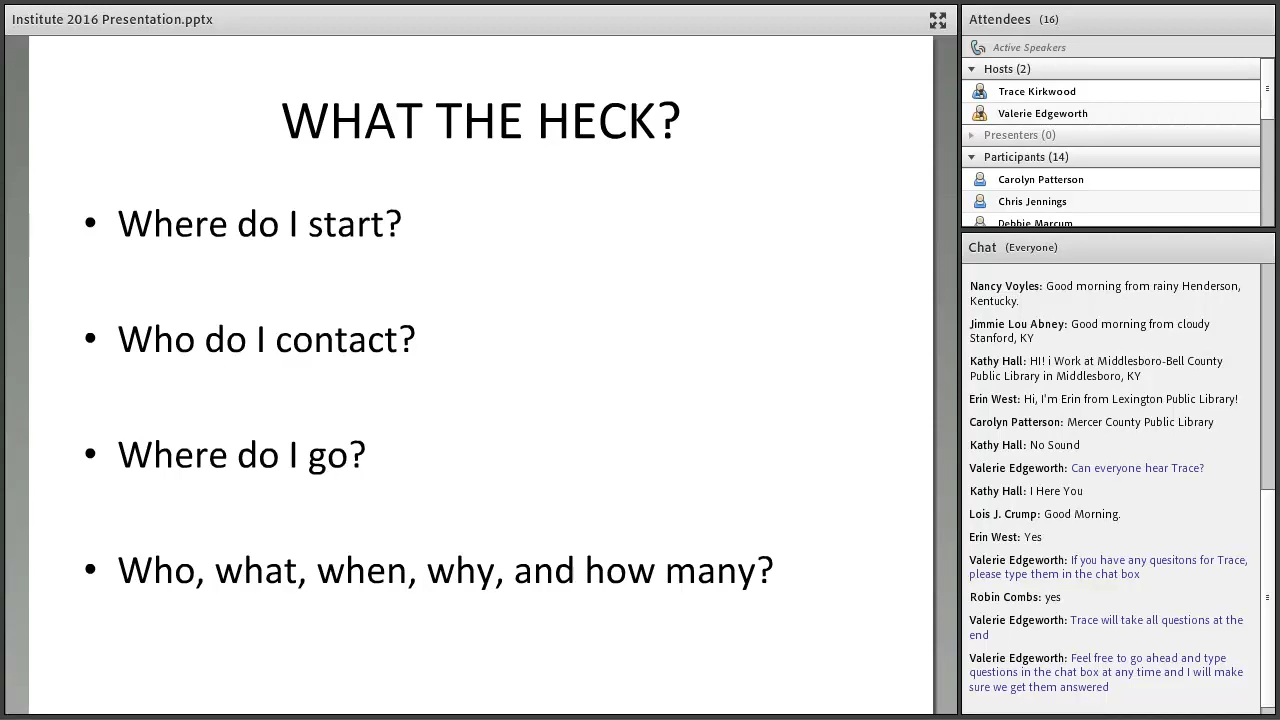 Institute 2016 Presentation.pptx
WHAT THE HECK?
• Where do I start?
• Who do I contact?
• Where do I go?
• Who, what, when, why, and how many?
Attendees (16)
Active Speakers
Hosts (2)
Trace Kirkwood
Valerie Edgeworth
Presenters (0)
Participants (14)
Carolyn Patterson
Chris Jennings
Debbie Marcum
Chat (Everyone)
Nancy Voyles: Good morning from rainy Henderson,
Kentucky.
Jimmie Lou Abney: Good morning from cloudy
Stanford, KY
Kathy Hall: HI! i Work at Middlesboro-Bell County
Public Library in Middlesboro, KY
Erin West: Hi, I'm Erin from Lexington Public Library!
Carolyn Patterson: Mercer County Public Library
Kathy Hall: No Sound
Valerie Edgeworth: Can everyone hear Trace?
Kathy Hall: I Here You
Lois J. Crump: Good Morning.
Erin West: Yes
Valerie Edgeworth: If you have any quesitons for Trace,
please type them in the chat box
Robin Combs: yes
Valerie Edgeworth: Trace will take all questions at the
end
Valerie Edgeworth: Feel free to go ahead and type
questions in the chat box at any time and I will make
sure we get them answered